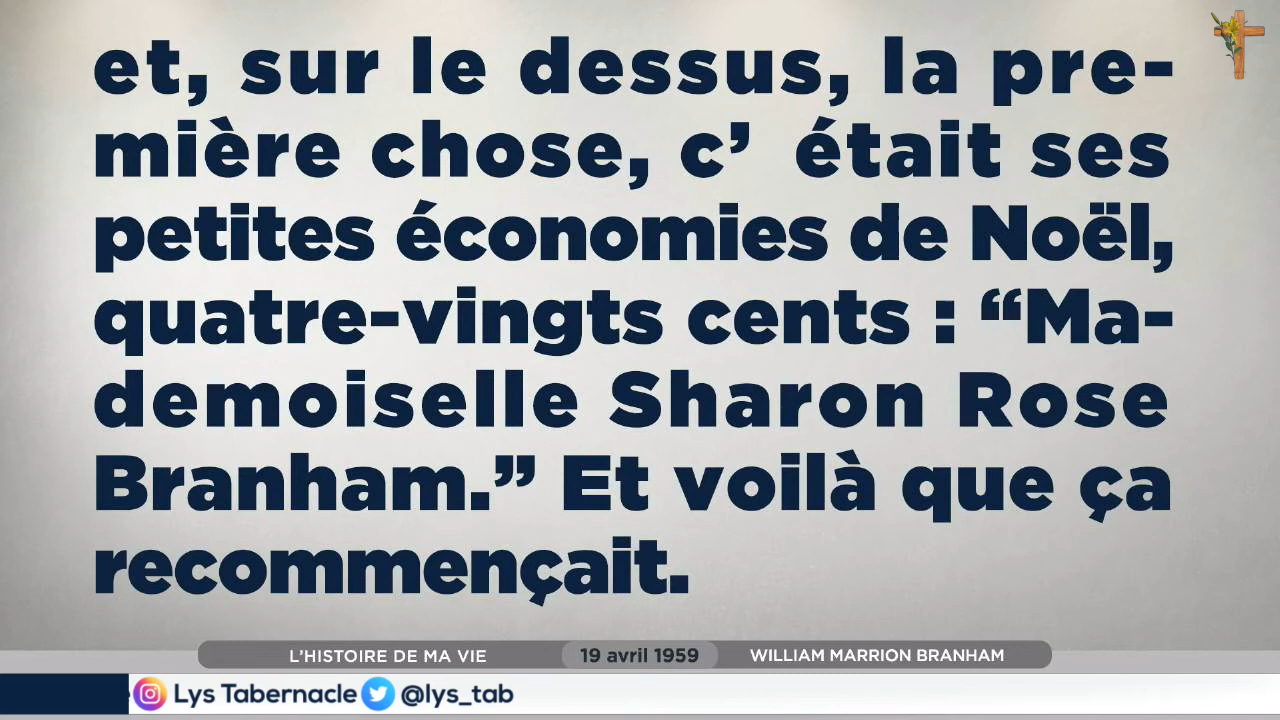 et, sur le dessus, la pre-
mière chose, c’ était ses
petites économies de Noël,
quatre-vingts cents : “Ma-
demoiselle Sharon Rose
Branham.” Et voilà que ça
recommençait.
L’HISTOIRE DE MA VIE 19 avril 1959 WILLIAM MARRION BRANHAM
Lys Tabernacle @lys_tab